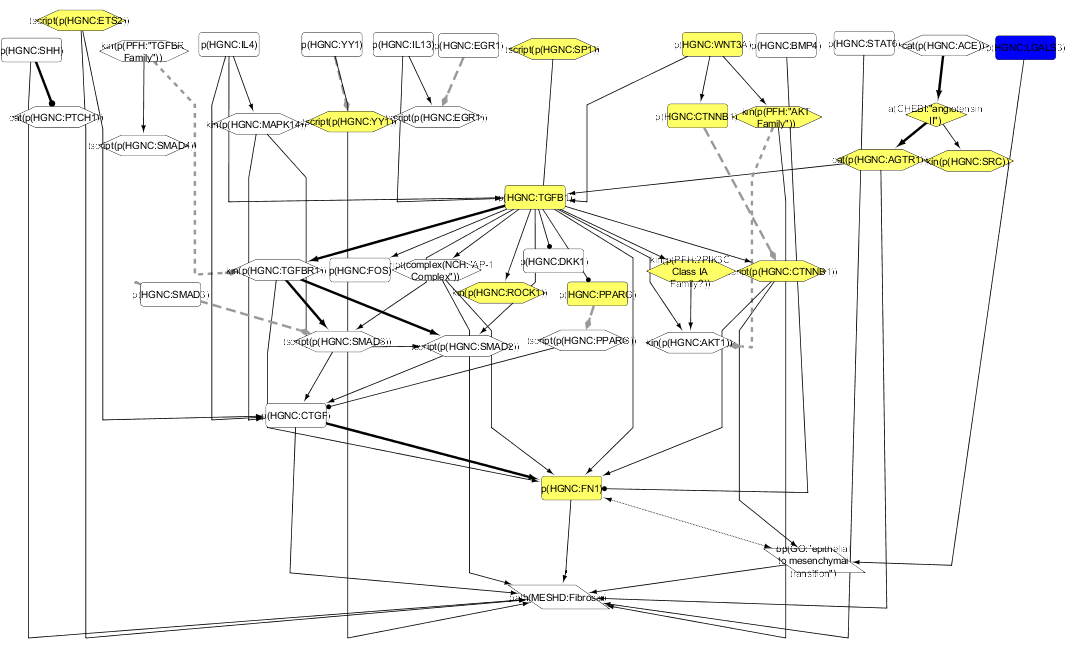 tscript(p(HGNC:ETS2))
p(HGNC:SHH)
kin(p(PFH:"TGFBR
Family"))
p(HGNC:IL4)
p(HGNC:YY1)
p(HGNC:IL13)
p(HGNC:EGR1)
tscript(p(HGNC:SP1))
p(HGNC:WNT3A
p(HGNC:BMP4)
p(HGNC:STAT6)
cat(p(HGNC:ACE))
cat(p(HGNC:PTCH1))
tscript(p(HGNC:SMAD4))
kin(p(HGNC:MAPK14))
tscript(p(HGNC:YY1))
tscript(p(HGNC:EGR1))
p(HGNC:CTNNB
kin(p(PFH:"AKT
Family"))
a(CHEBI:"angiotensin
II")
cat(p(HGNC:AGTR1))
kin(p(HGNC:SRC))
p(HGNC:TGFB
kin(p(HGNC:TGFBR1))
p(HGNC:FOS)
tscript(complex(NCH:"AP-1
Complex"))
p(HGNC:DKK1)
Class IA
Family
tscript(p(HGNC:CTNNB1))
p(HGNC:SMAD3)
kin(p(HGNC:ROCK1))
p(HGNC:PPARG)
tscript(p(HGNC:SMAD3))
tscript(p(HGNC:SMAD2))
tscript(p(HGNC:PPARG))
kin(p(HGNC:AKT1))
p(HGNC:CTGF)
p(HGNC:FN1)
bp(GO:"epithelial
to mesenchymal
transition")
path(MESHD:Fibrosis)